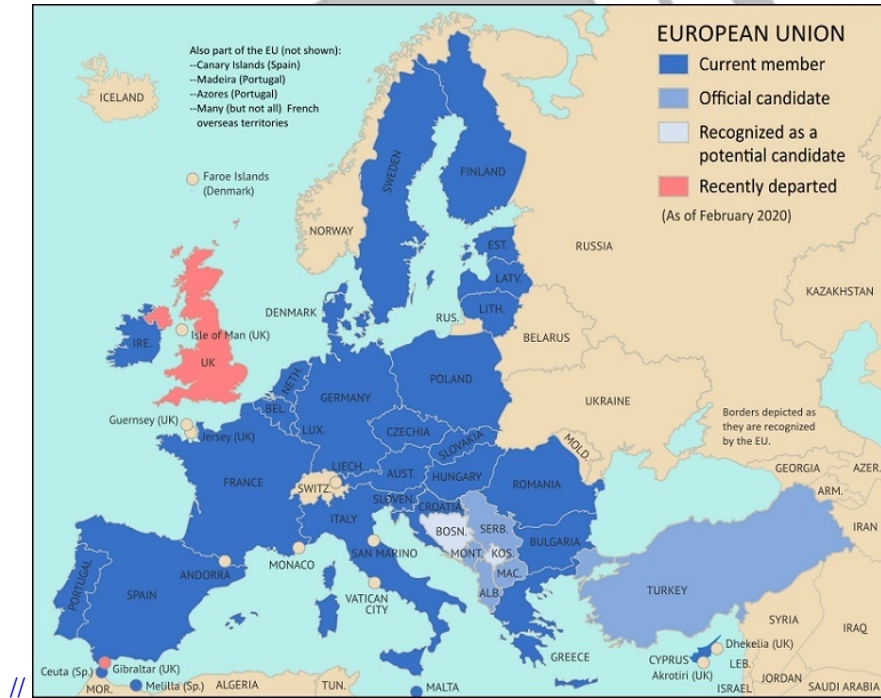 EUROPEAN UNION
Current member
Official candidate
Recognized as a
potential candidate
Recently departed
(As of February 2020)
Also part of the EU (not shown):
--Canary Islands (Spain)
--Madeira (Portugal)
--Azores (Portugal)
--Many (but not all) French
overseas territories
ICELAND
Faroe Islands
(Denmark)
SWEDEN
FINLAND
NORWAY
RUSSIA
EST.
LATV.
LITH.
RUS.
DENMARK
KAZAKHSTAN
BELARUS
Isle of Man (UK)
IRE.
UK
NETH.
BEL.
GERMANY
POLAND
UKRAINE
Guernsey (UK)
Jersey (UK)
LUX.
CZECHIA
SLOVAKIA
MOLD.
Borders depicted as
they are recognized
by the EU.
FRANCE
LIECH.
SWITZ.
AUST.
HUNGARY
ROMANIA
GEORGIA
AZER.
ARM.
SLOVEN.
CROATIA
ITALY
BOSN.
SERB.
IRAN
SAN MARINO
MONT.
KOS.
BULGARIA
MONACO
ANDORRA
MAC.
ALB.
PORTUGAL
SPAIN
VATICAN
CITY
TURKEY
SYRIA
IRAQ
GREECE
CYPRUS
Dhekelia (UK)
Akrotiri (UK)
LEB.
Ceuta (Sp.)
Gibraltar (UK)
MOR.
Melilla (Sp.)
ALGERIA
TUN.
MALTA
ISRAEL
JORDAN
SAUDI ARABIA
//